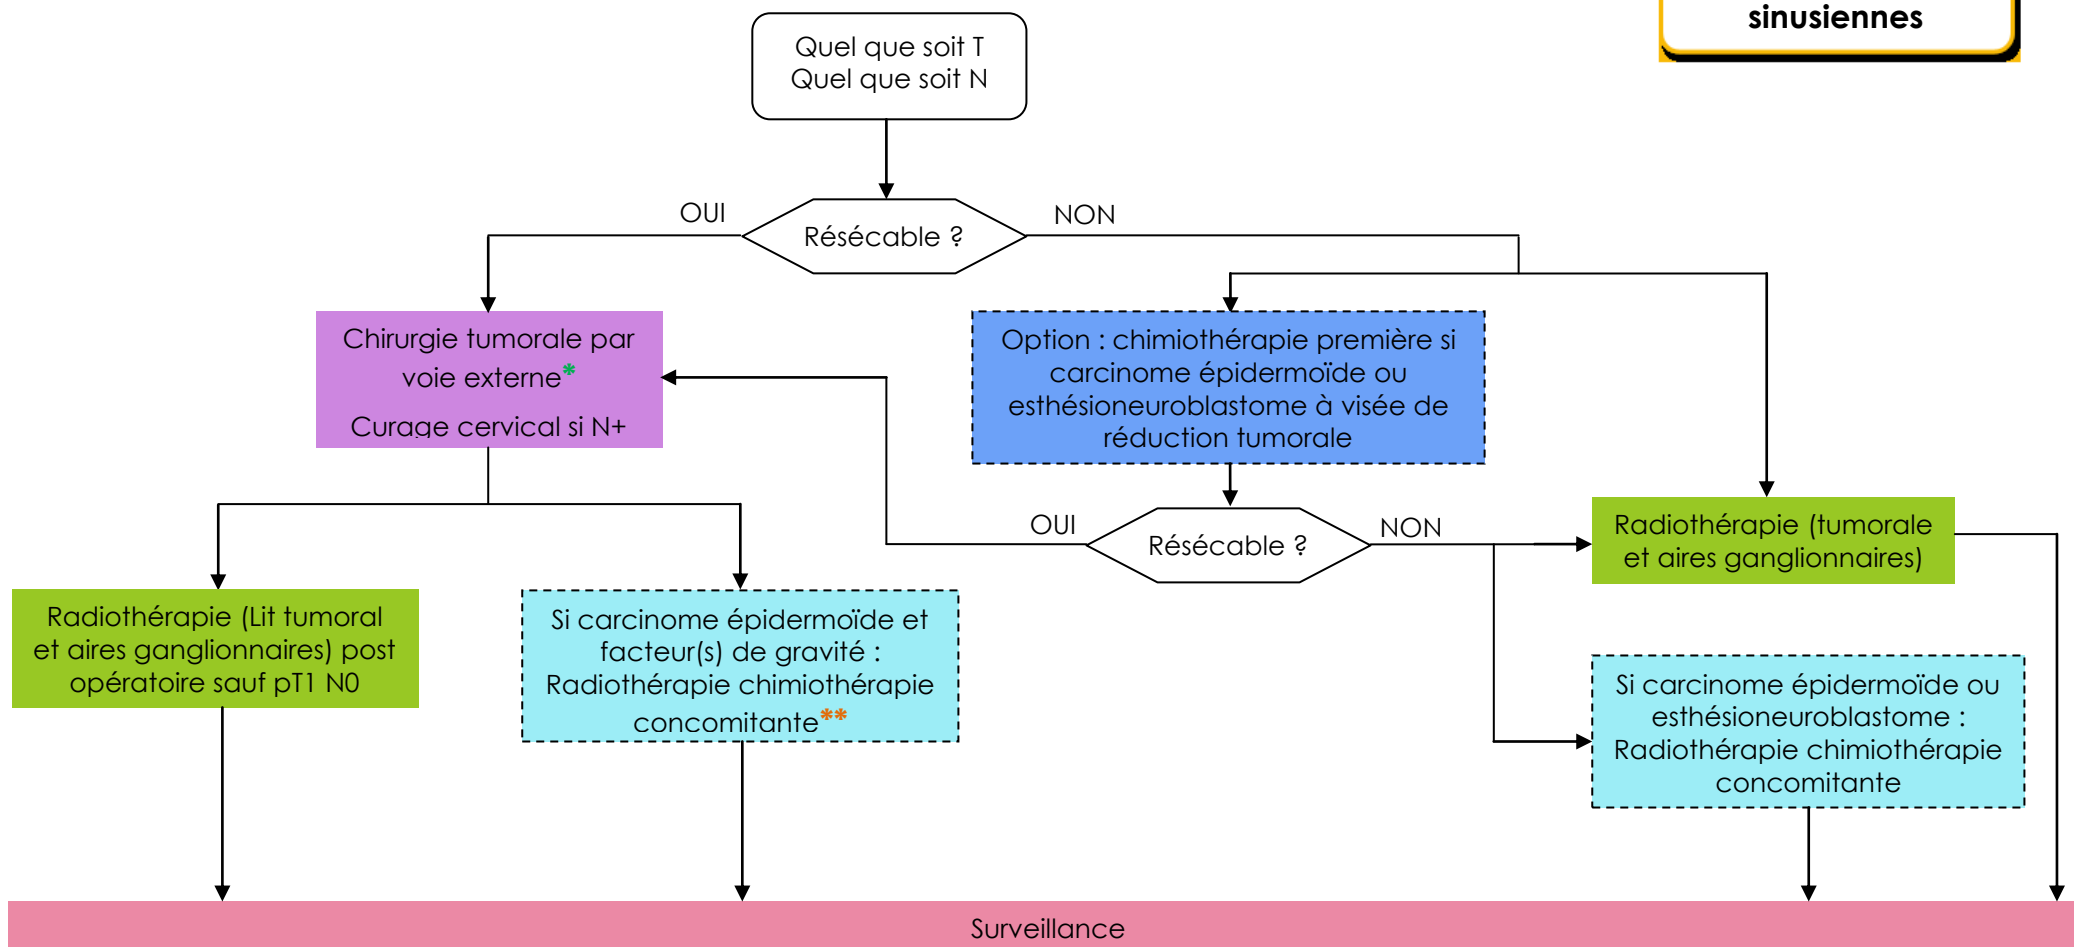 sinusiennes
Quel que soit T
Quel que soit N
OUI
NON
Résécable ?
Chirurgie tumorale par
voie externe*
Curage cervical si N+
Option : chimiothérapie première si
carcinome épidermoïde ou
esthésioneuroblastome à visée de
réduction tumorale
OUI
NON
Résécable ?
Radiothérapie (tumorale
et aires ganglionnaires)
Radiothérapie (Lit tumoral
et aires ganglionnaires) post
opératoire sauf pT1 N0
Si carcinome épidermoïde et
facteur(s) de gravité :
Radiothérapie chimiothérapie
concomitante**
Si carcinome épidermoïde ou
esthésioneuroblastome :
Radiothérapie chimiothérapie
concomitante
Surveillance